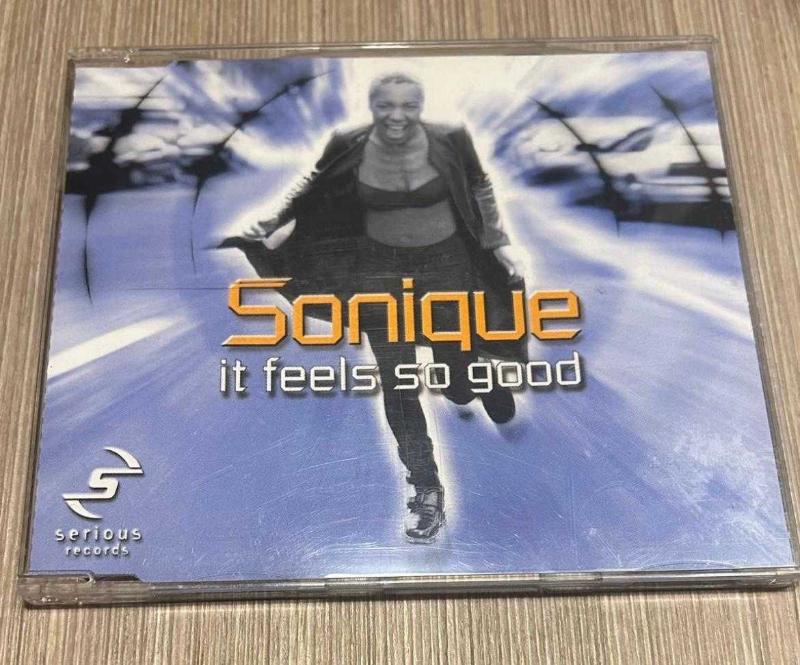 Sonique
it feels so good
S
serious
records